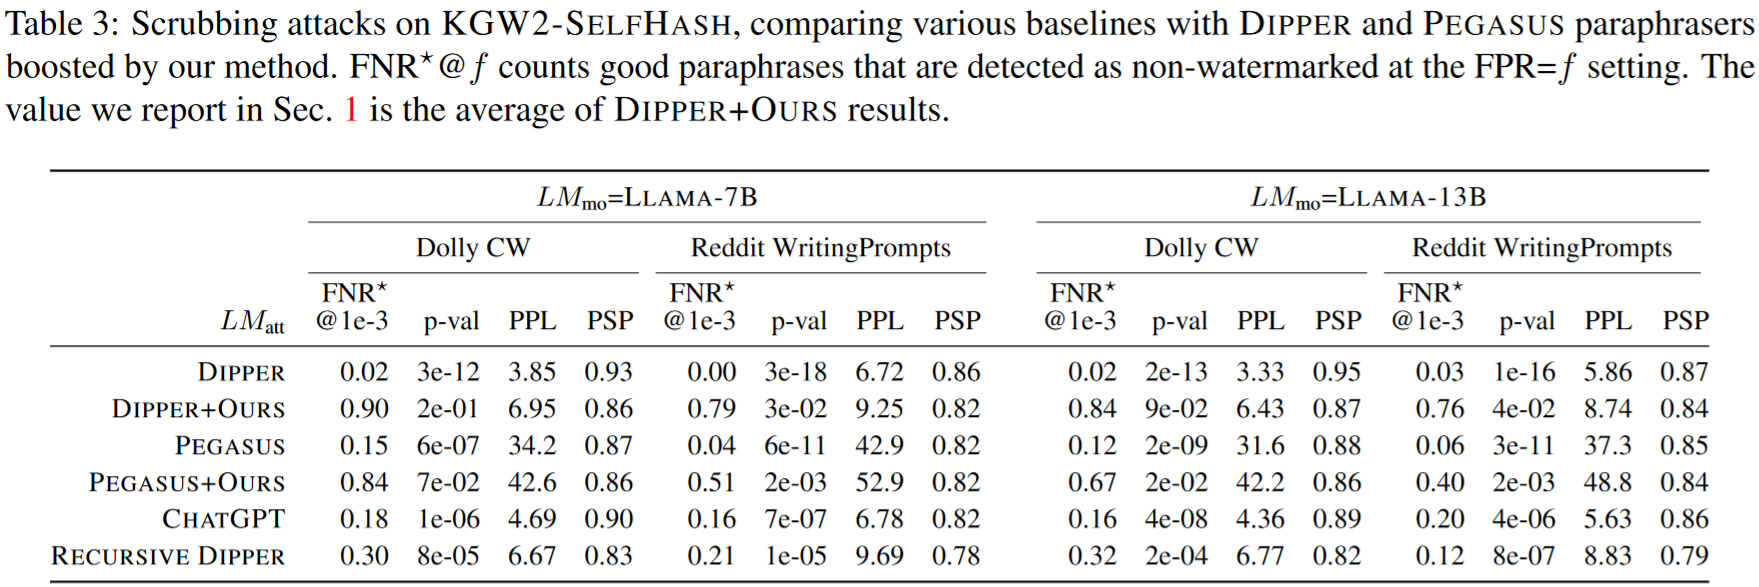 Table 3: Scrubbing attacks on KGW2-SELFHASH, comparing various baselines with DIPPER and PEGASUS paraphrasers
boosted by our method. FNR⋆@f counts good paraphrases that are detected as non-watermarked at the FPR=f setting. The
value we report in Sec. 1 is the average of DIPPER+OURS results.
LMmo=LLAMA-7B LMmo=LLAMA-13B
Dolly CW Reddit WritingPrompts Dolly CW Reddit WritingPrompts
FNR⋆ FNR⋆ FNR⋆ FNR⋆
LMatt @1e-3 p-val PPL PSP @1e-3 p-val PPL PSP @1e-3 p-val PPL PSP @1e-3 p-val PPL PSP
DIPPER 0.02 3e-12 3.85 0.93 0.00 3e-18 6.72 0.86 0.02 2e-13 3.33 0.95 0.03 1e-16 5.86 0.87
DIPPER+OURS 0.90 2e-01 6.95 0.86 0.79 3e-02 9.25 0.82 0.84 9e-02 6.43 0.87 0.76 4e-02 8.74 0.84
PEGASUS 0.15 6e-07 34.2 0.87 0.04 6e-11 42.9 0.82 0.12 2e-09 31.6 0.88 0.06 3e-11 37.3 0.85
PEGASUS+OURS 0.84 7e-02 42.6 0.86 0.51 2e-03 52.9 0.82 0.67 2e-02 42.2 0.86 0.40 2e-03 48.8 0.84
CHATGPT 0.18 1e-06 4.69 0.90 0.16 7e-07 6.78 0.82 0.16 4e-08 4.36 0.89 0.20 4e-06 5.63 0.86
RECURSIVE DIPPER 0.30 8e-05 6.67 0.83 0.21 1e-05 9.69 0.78 0.32 2e-04 6.77 0.82 0.12 8e-07 8.83 0.79